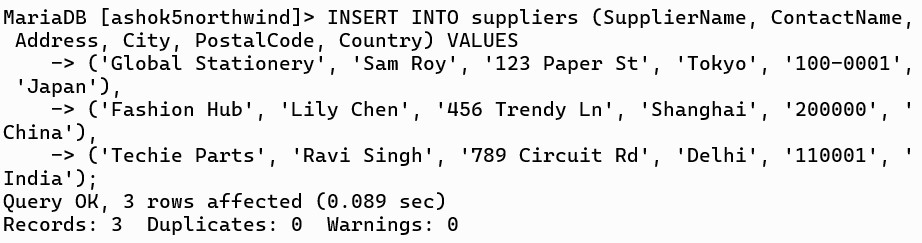 MariaDB [ashok5northwind]> INSERT INTO suppliers (SupplierName, ContactName,
 Address, City, PostalCode, Country) VALUES
    -> ('Global Stationery', 'Sam Roy', '123 Paper St', 'Tokyo', '100-0001',
 'Japan'),
    -> ('Fashion Hub', 'Lily Chen', '456 Trendy Ln', 'Shanghai', '200000', '
China'),
    -> ('Techie Parts', 'Ravi Singh', '789 Circuit Rd', 'Delhi', '110001', '
India');
Query OK, 3 rows affected (0.089 sec)
Records: 3  Duplicates: 0  Warnings: 0